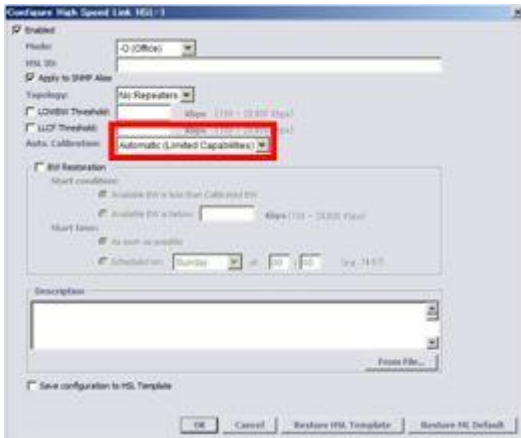 Configure High Speed Link HSL-1
Enabled
Mode: -O (Office)
HSL ID:
Apply to SNMP Alias
Topology: No Repeaters
LOWBW Threshold: Kbps
LLCF Threshold: Kbps
Auto. Calibration: Automatic (Limited Capabilities)
BW Restoration
Start condition:
Available BW is less than Calibrated BW
Available BW is below: Kbps
Start time:
As soon as possible
Scheduled on: Sunday at 00 : 00
Description
From File...
Save configuration to HSL Template
OK Cancel Restore HSL Template Restore ML Default